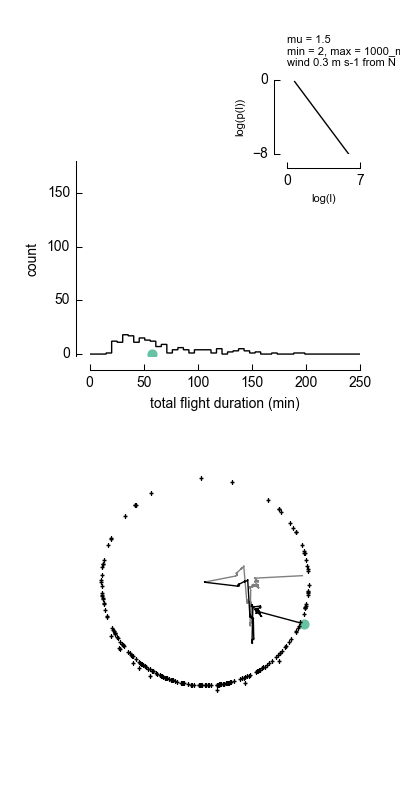 mu = 1.5
min = 2, max = 1000_m
wind 0.3 m s-1 from N
0
−8
log(p(l))
0 7
log(l)
150
100
50
0
count
0 50 100 150 200 250
total flight duration (min)